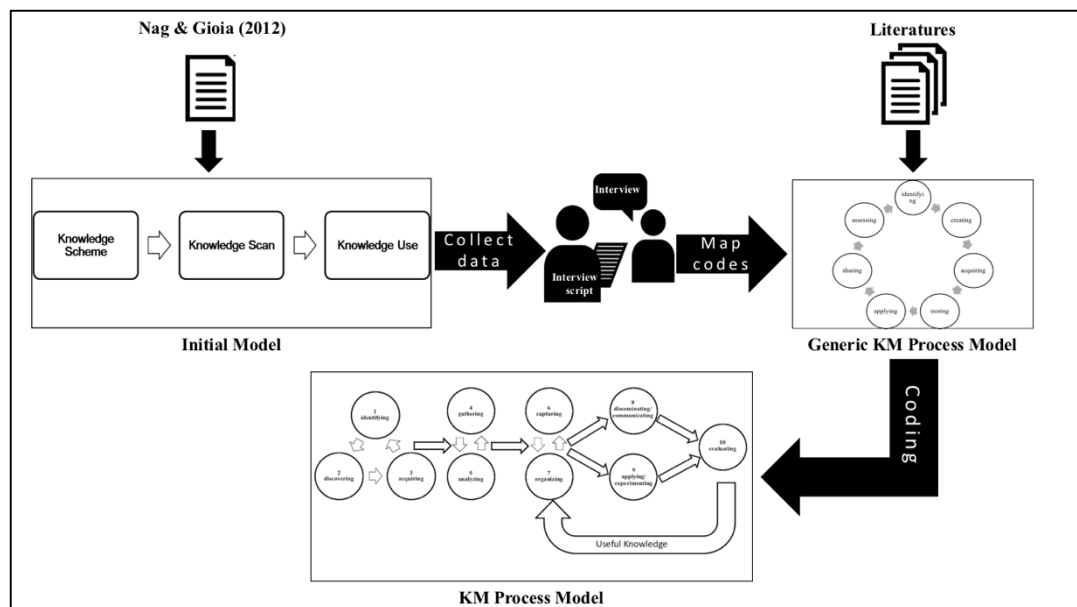 Nag & Gioia (2012)
Literatures
Knowledge
Scheme
Knowledge Scan
Knowledge Use
Initial Model
Collect
data
Interview
Interview
script
Map
codes
identifyi
ng
creating
acquiring
storing
applying
sharing
assessing
Generic KM Process Model
Coding
1
identifying
2
discovering
3
acquiring
4
gathering
5
analyzing
6
capturing
7
organizing
8
disseminating/
communicating
9
applying/
experimenting
10
evaluating
Useful Knowledge
KM Process Model